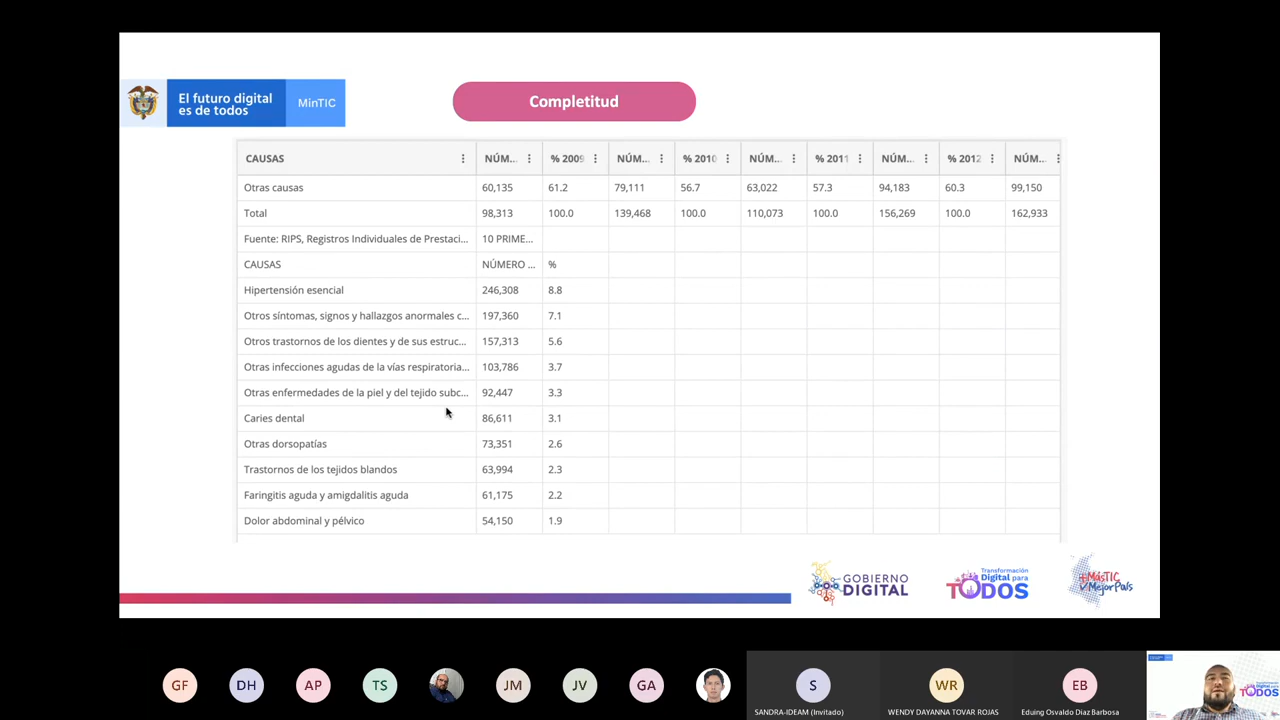 El futuro digital
es de todos
MinTIC
Completitud
CAUSAS NÚM... % 2009 NÚM... % 2010 NÚM... % 2011 NÚM... % 2012 NÚM...
Otras causas 60,135 61.2 79,111 56.7 63,022 57.3 94,183 60.3 99,150
Total 98,313 100.0 139,468 100.0 110,073 100.0 156,269 100.0 162,933
Fuente: RIPS, Registros Individuales de Prestaci... 10 PRIME...
CAUSAS NÚMERO ... %
Hipertensión esencial 246,308 8.8
Otros síntomas, signos y hallazgos anormales c... 197,360 7.1
Otros trastornos de los dientes y de sus estruc... 157,313 5.6
Otras infecciones agudas de la vías respiratoria... 103,786 3.7
Otras enfermedades de la piel y del tejido subc... 92,447 3.3
Caries dental 86,611 3.1
Otras dorsopatías 73,351 2.6
Trastornos de los tejidos blandos 63,994 2.3
Faringitis aguda y amigdalitis aguda 61,175 2.2
Dolor abdominal y pélvico 54,150 1.9
GOBIERNO
DIGITAL
Transformación
Digital para
TODOS
+MásTIC
MejorPaís
GF DH AP TS JM JV GA S WR EB
SANDRA-IDEAM (Invitado) WENDY DAYANNA TOVAR ROJAS Eduing Osvaldo Diaz Barbosa